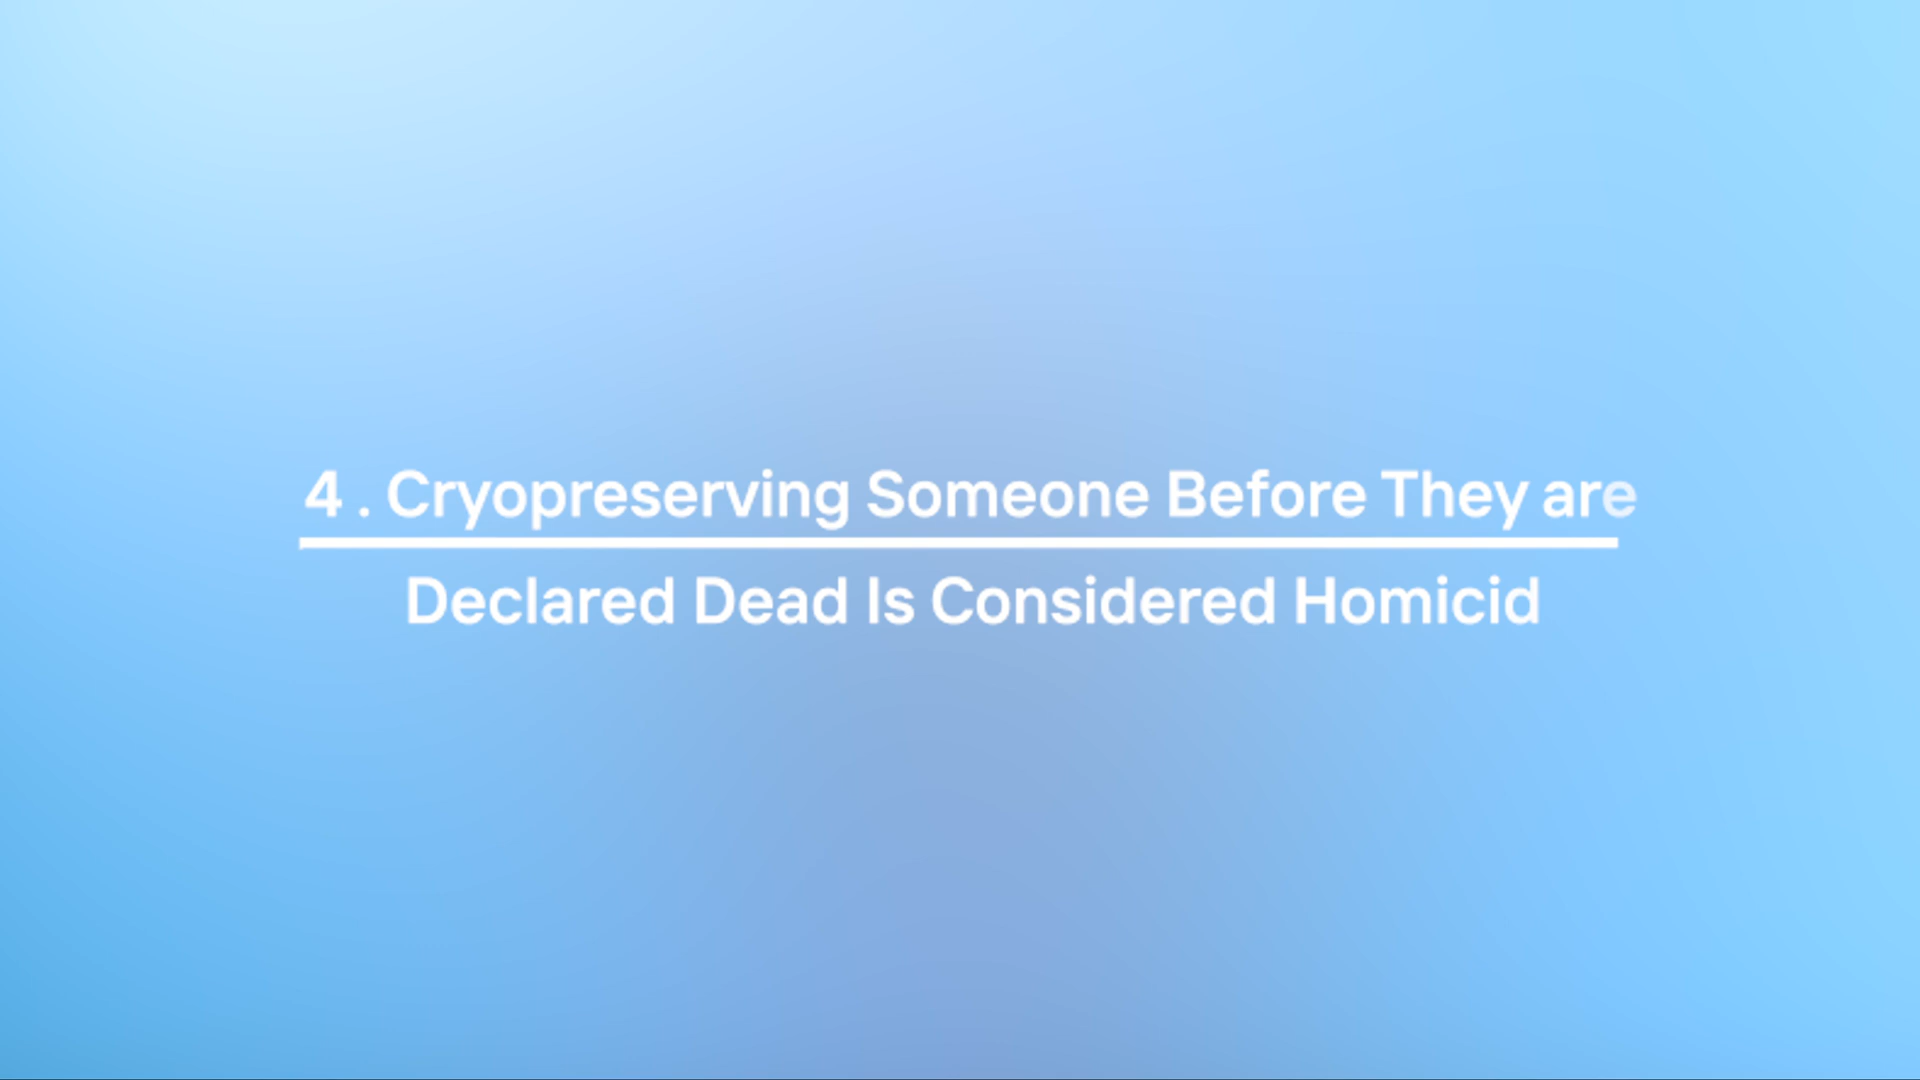 4 . Cryopreserving Someone Before They are
Declared Dead Is Considered Homicid